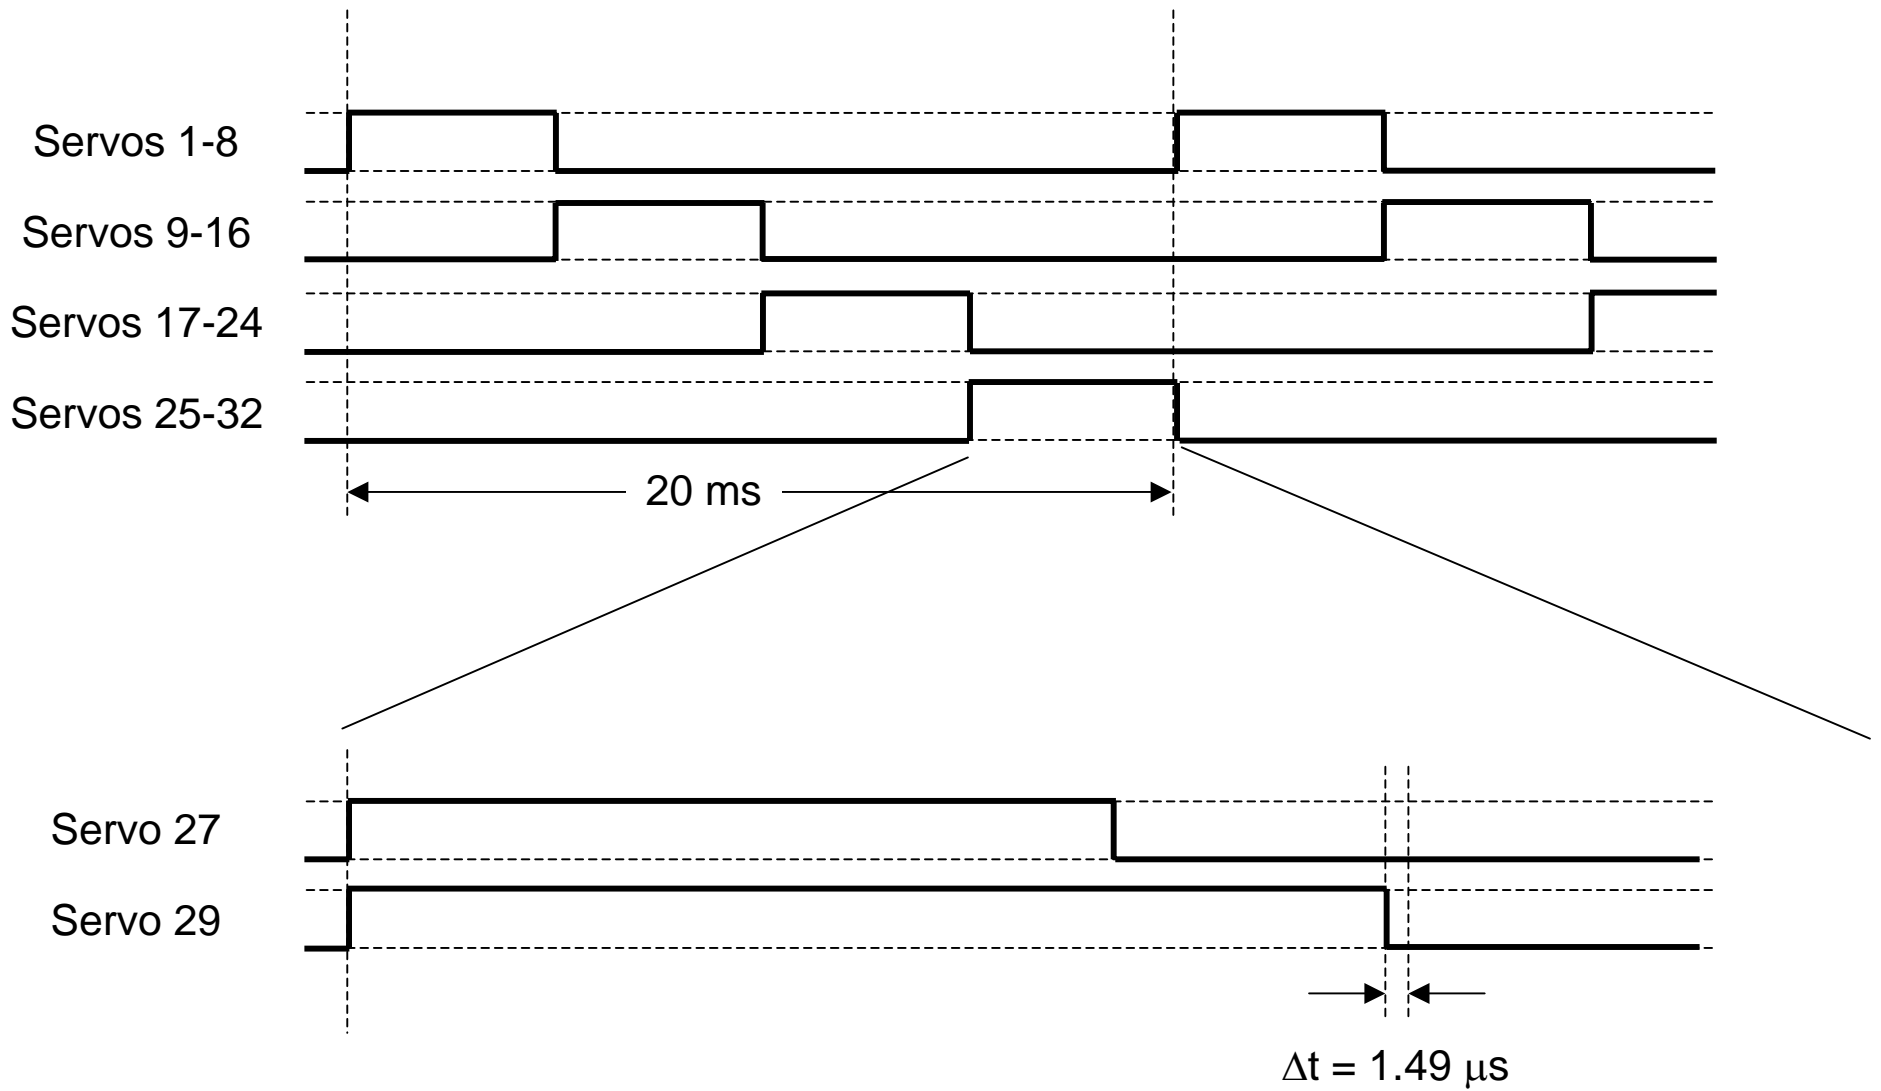 Servos 1-8
Servos 9-16
Servos 17-24
Servos 25-32
20 ms
Servo 27
Servo 29
Δt = 1.49 μs